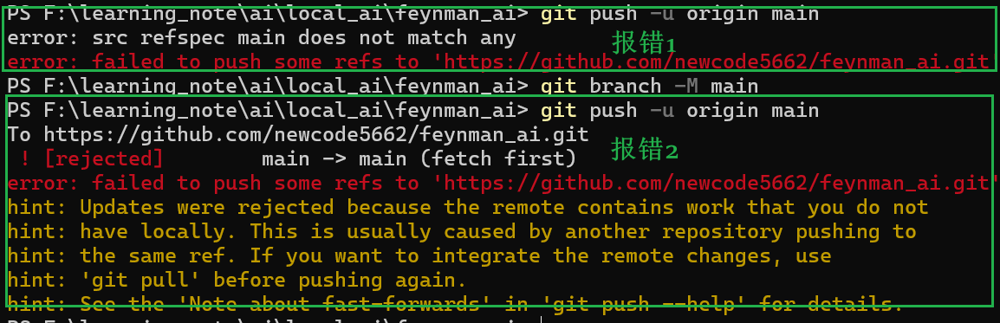 PS F:\learning_note\ai\local_ai\feynman_ai> git push -u origin main
error: src refspec main does not match any
报错1
error: failed to push some refs to 'https://github.com/newcode5662/feynman_ai.git
PS F:\learning_note\ai\local_ai\feynman_ai> git branch -M main
PS F:\learning_note\ai\local_ai\feynman_ai> git push -u origin main
To https://github.com/newcode5662/feynman_ai.git
报错2
! [rejected]        main -> main (fetch first)
error: failed to push some refs to 'https://github.com/newcode5662/feynman_ai.git'
hint: Updates were rejected because the remote contains work that you do not
hint: have locally. This is usually caused by another repository pushing to
hint: the same ref. If you want to integrate the remote changes, use
hint: 'git pull' before pushing again.
hint: See the 'Note about fast-forwards' in 'git push --help' for details.